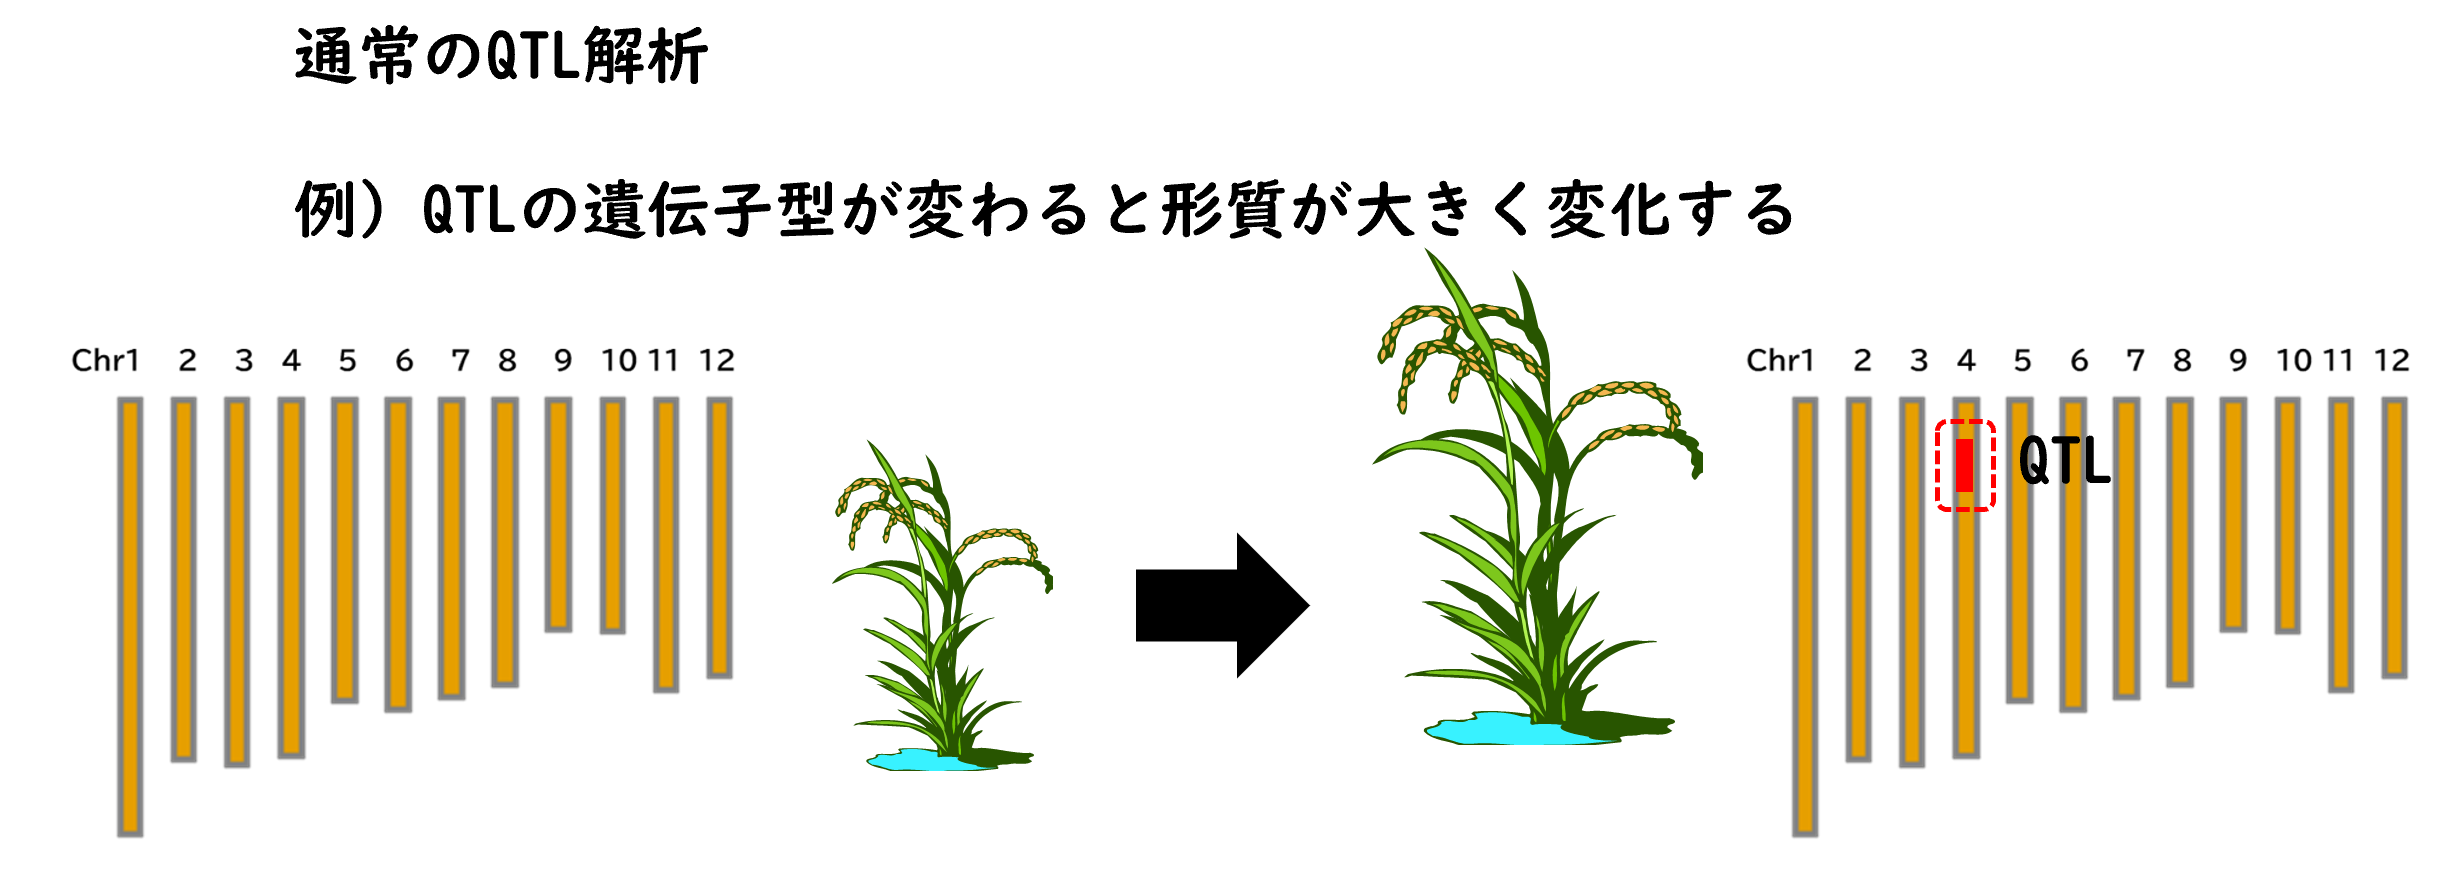 通常のQTL解析
例）QTLの遺伝子型が変わると形質が大きく変化する
Chr1 2 3 4 5 6 7 8 9 10 11 12
Chr1 2 3 4 5 6 7 8 9 10 11 12
QTL